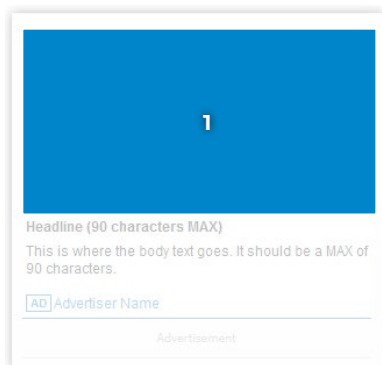 1
Headline (90 characters MAX)
This is where the body text goes. It should be a MAX of
90 characters.
AD Advertiser Name
Advertisement